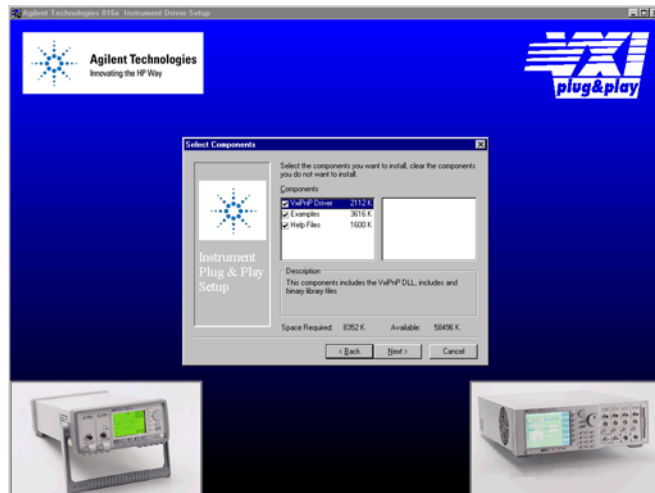 Agilent Technologies 816x Instrument Driver Setup
Agilent Technologies
Innovating the HP Way
VXI
plug&play
Select Components
Select the components you want to install, clear the components
you do not want to install.
Components
VxiPnP Driver 2112 K
Examples 3616 K
Help Files 1600 K
Instrument
Plug & Play
Setup
Description
This components includes the VxiPnP DLL, includes and
binary library files
Space Required: 8352 K
Available: 58496 K
< Back
Next >
Cancel